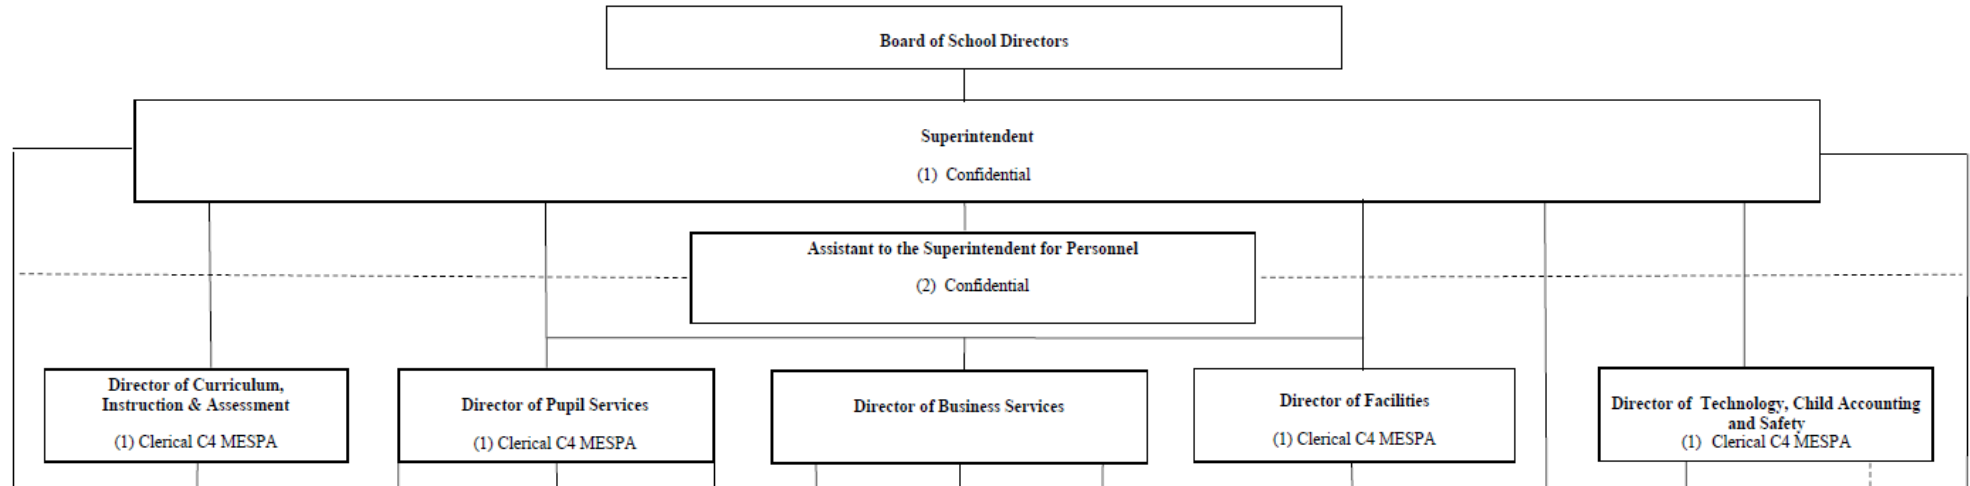 Board of School Directors
Superintendent
(1) Confidential
Assistant to the Superintendent for Personnel
(2) Confidential
Director of Curriculum,
Instruction & Assessment
(1) Clerical C4 MESPA
Director of Pupil Services
(1) Clerical C4 MESPA
Director of Business Services
Director of Facilities
(1) Clerical C4 MESPA
Director of Technology, Child Accounting
and Safety
(1) Clerical C4 MESPA